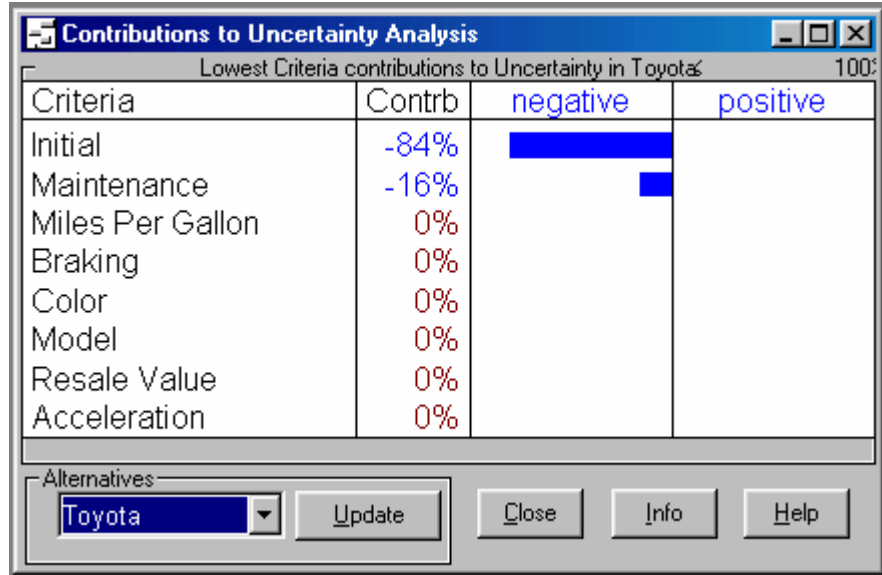 Contributions to Uncertainty Analysis
Lowest Criteria contributions to Uncertainty in Toyota 100%
Criteria Contrb negative positive
Initial -84%
Maintenance -16%
Miles Per Gallon 0%
Braking 0%
Color 0%
Model 0%
Resale Value 0%
Acceleration 0%
Alternatives
Toyota Update Close Info Help